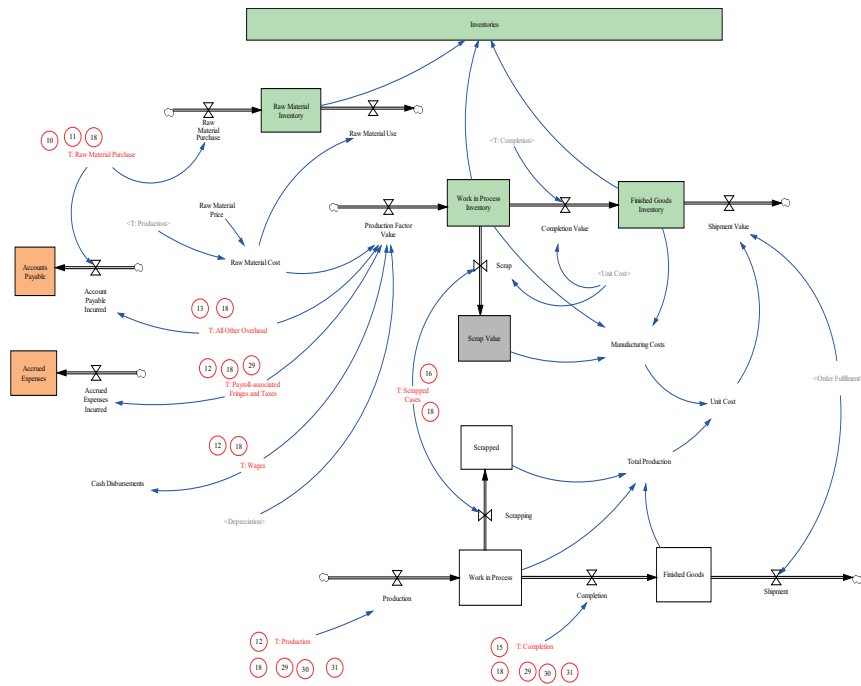 Inventories
Raw Material
Inventory
Raw
Material
Purchase
Raw Material Use
10
11
18
T: Raw Material Purchase
<T: Completion>
Raw Material
Price
<T: Production>
Raw Material Cost
Production Factor
Value
Work in Process
Inventory
Completion Value
Finished Goods
Inventory
Shipment Value
Accounts
Payable
Account
Payable
Incurred
Scrap
<Unit Cost>
13
18
T: All Other Overhead
Scrap Value
Manufacturing Costs
Accrued
Expenses
Accrued
Expenses
Incurred
12
18
29
T: Payroll-associated
Fringes and Taxes
16
T: Scrapped
Cases
18
<Order Fulfilment
Unit Cost
12
18
T: Wages
Cash Disbursements
Scrapped
Total Production
<Depreciation>
Scrapping
Production
Work in Process
Completion
Finished Goods
Shipment
12
T: Production
18
29
30
31
15
T: Completion
18
29
30
31